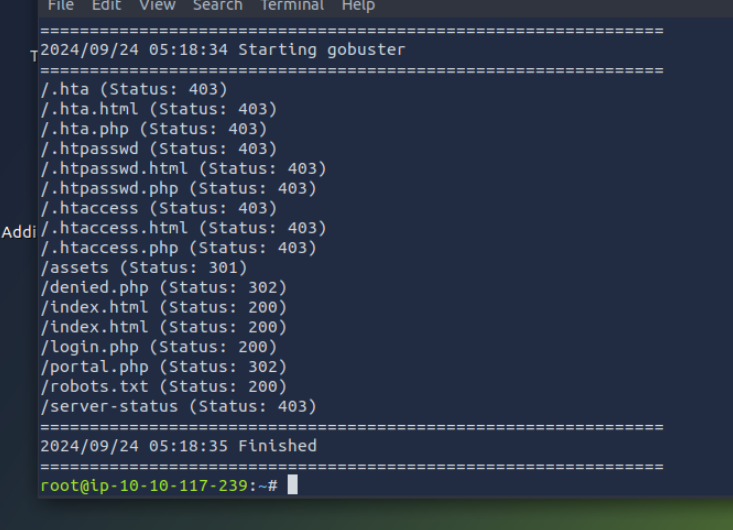 File Edit View Search Terminal Help
===============================================================
2024/09/24 05:18:34 Starting gobuster
===============================================================
/.hta (Status: 403)
/.hta.html (Status: 403)
/.hta.php (Status: 403)
/.htpasswd (Status: 403)
/.htpasswd.html (Status: 403)
/.htpasswd.php (Status: 403)
/.htaccess (Status: 403)
Addi
/.htaccess.html (Status: 403)
/.htaccess.php (Status: 403)
/assets (Status: 301)
/denied.php (Status: 302)
/index.html (Status: 200)
/index.html (Status: 200)
/login.php (Status: 200)
/portal.php (Status: 302)
/robots.txt (Status: 200)
/server-status (Status: 403)
===============================================================
2024/09/24 05:18:35 Finished
===============================================================
root@ip-10-10-117-239:~#